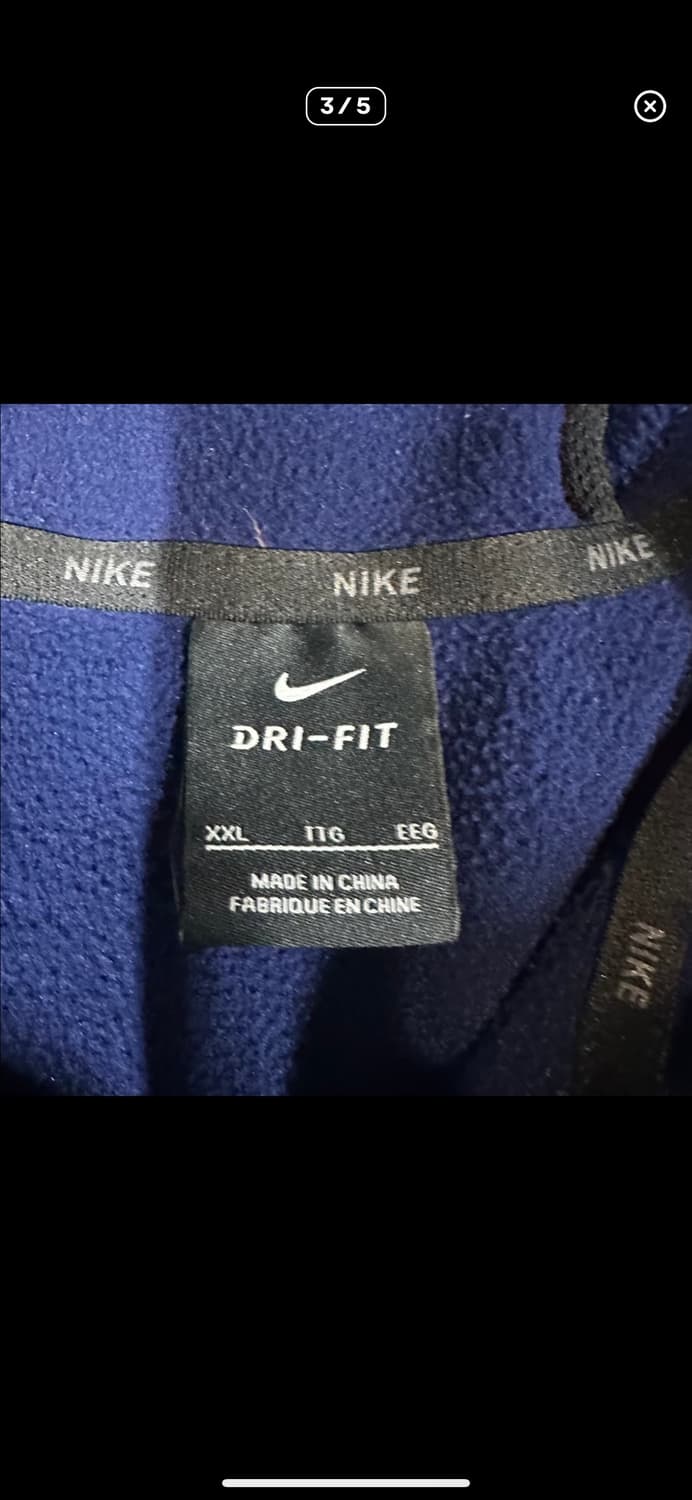 3/5
NIKE NIKE NIKE
DRI-FIT
XXL TTG EEG
MADE IN CHINA
FABRIQUE EN CHINE
NIKE